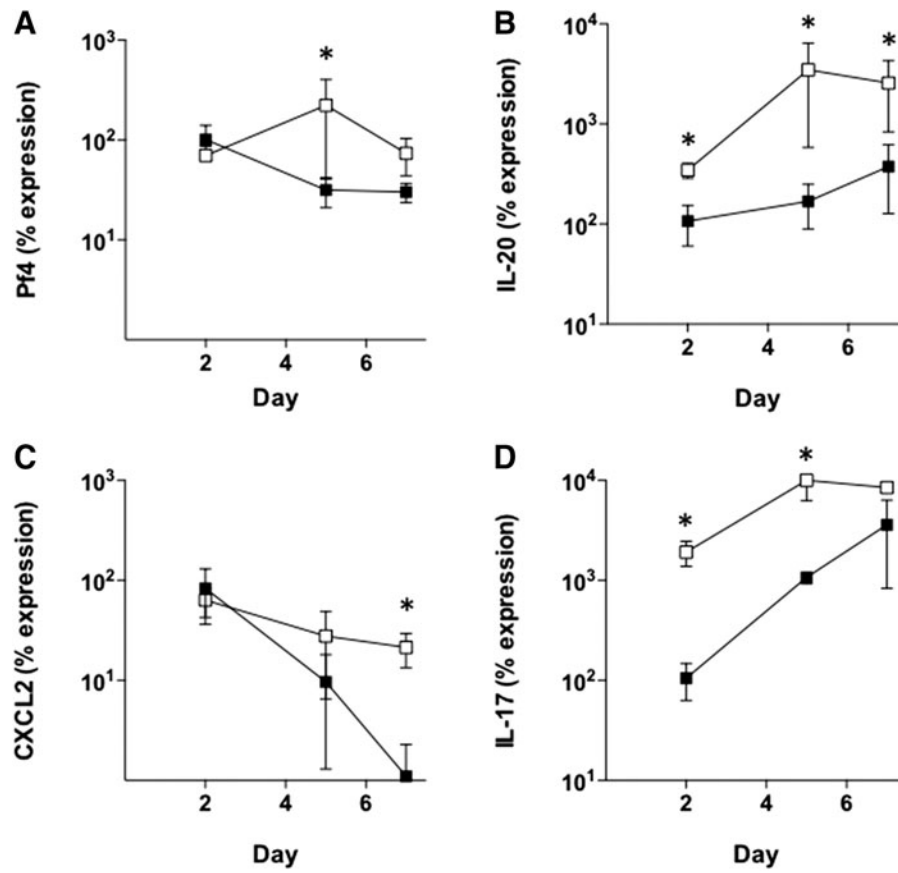 A
Pf4 (% expression)
10³
10²
10¹
*
2 4 6
Day
B
IL-20 (% expression)
10⁴
10³
10²
10¹
* * *
2 4 6
Day
C
CXCL2 (% expression)
10³
10²
10¹
*
2 4 6
Day
D
IL-17 (% expression)
10⁴
10³
10²
10¹
* *
2 4 6
Day